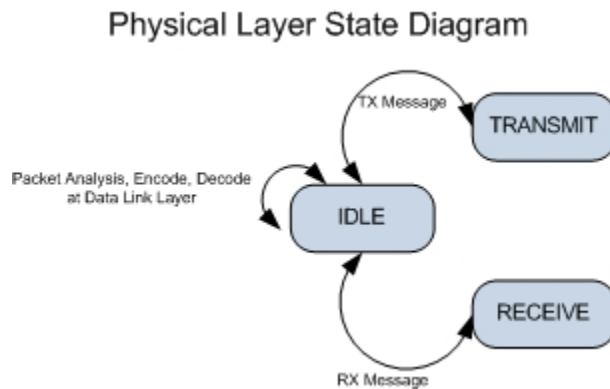 Physical Layer State Diagram
TX Message
TRANSMIT
Packet Analysis, Encode, Decode
at Data Link Layer
IDLE
RECEIVE
RX Message